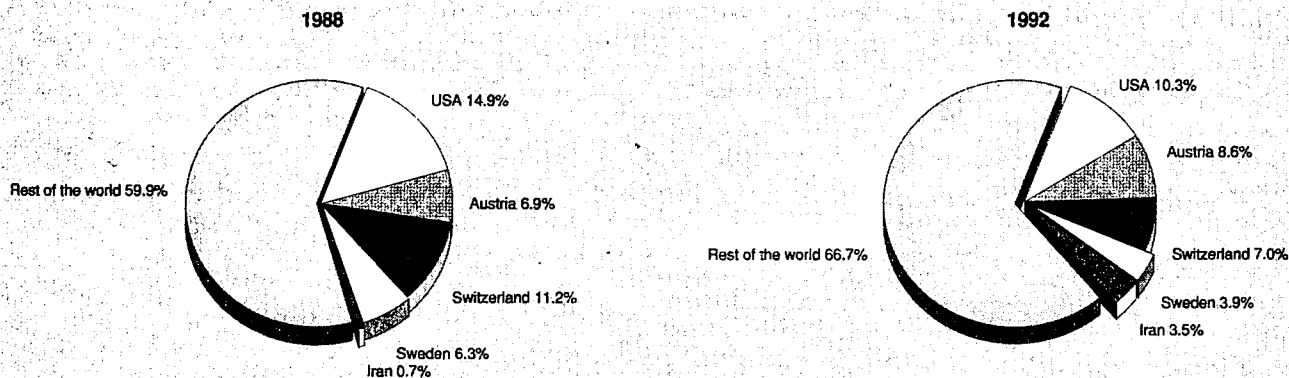 1988
USA 14.9%
Rest of the world 59.9%
Austria 6.9%
Switzerland 11.2%
Sweden 6.3%
Iran 0.7%
1992
USA 10.3%
Austria 8.6%
Rest of the world 66.7%
Switzerland 7.0%
Sweden 3.9%
Iran 3.5%